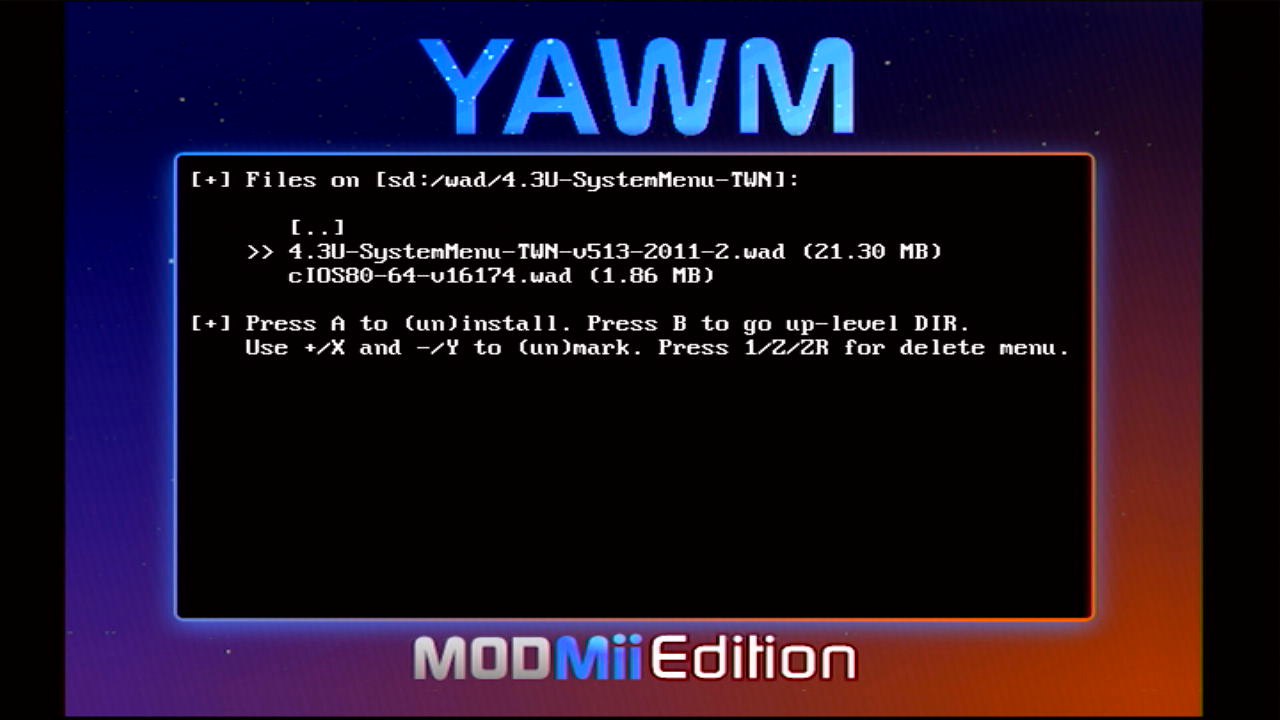 YAWM
[+] Files on [sd:/wad/4.3U-SystemMenu-TWN]:
[..]
>> 4.3U-SystemMenu-TWN-v513-2011-2.wad (21.30 MB)
cIOS80-64-v16174.wad (1.86 MB)
[+] Press A to (un)install. Press B to go up-level DIR.
Use +/X and -/Y to (un)mark. Press 1/Z/ZR for delete menu.
MODMii Edition